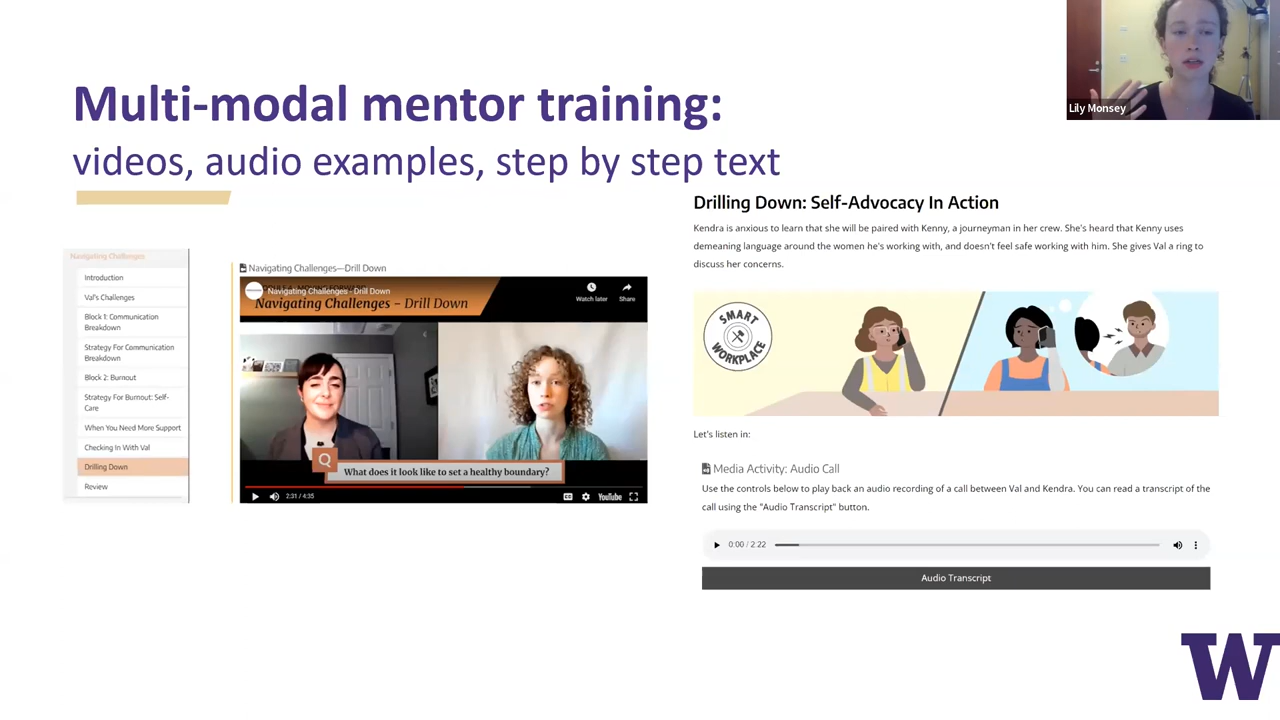 Lily Monsey
Multi-modal mentor training:
videos, audio examples, step by step text
Navigating Challenges
Introduction
Val's Challenges
Block 1: Communication
Breakdown
Strategy For Communication
Breakdown
Block 2: Burnout
Strategy For Burnout: Self-
Care
When You Need More Support
Checking In With Val
Drilling Down
Review
Navigating Challenges—Drill Down
Navigating Challenges - Drill Down
Watch later
Share
Navigating Challenges – Drill Down
Q
What does it look like to set a healthy boundary?
2:31 / 4:35
CC
YouTube
Drilling Down: Self-Advocacy In Action
Kendra is anxious to learn that she will be paired with Kenny, a journeyman in her crew. She's heard that Kenny uses
demeaning language around the women he's working with, and doesn't feel safe working with him. She gives Val a ring to
discuss her concerns.
SMART
WORKPLACE
Let's listen in:
Media Activity: Audio Call
Use the controls below to play back an audio recording of a call between Val and Kendra. You can read a transcript of the
call using the "Audio Transcript" button.
0:00 / 2:22
Audio Transcript
W